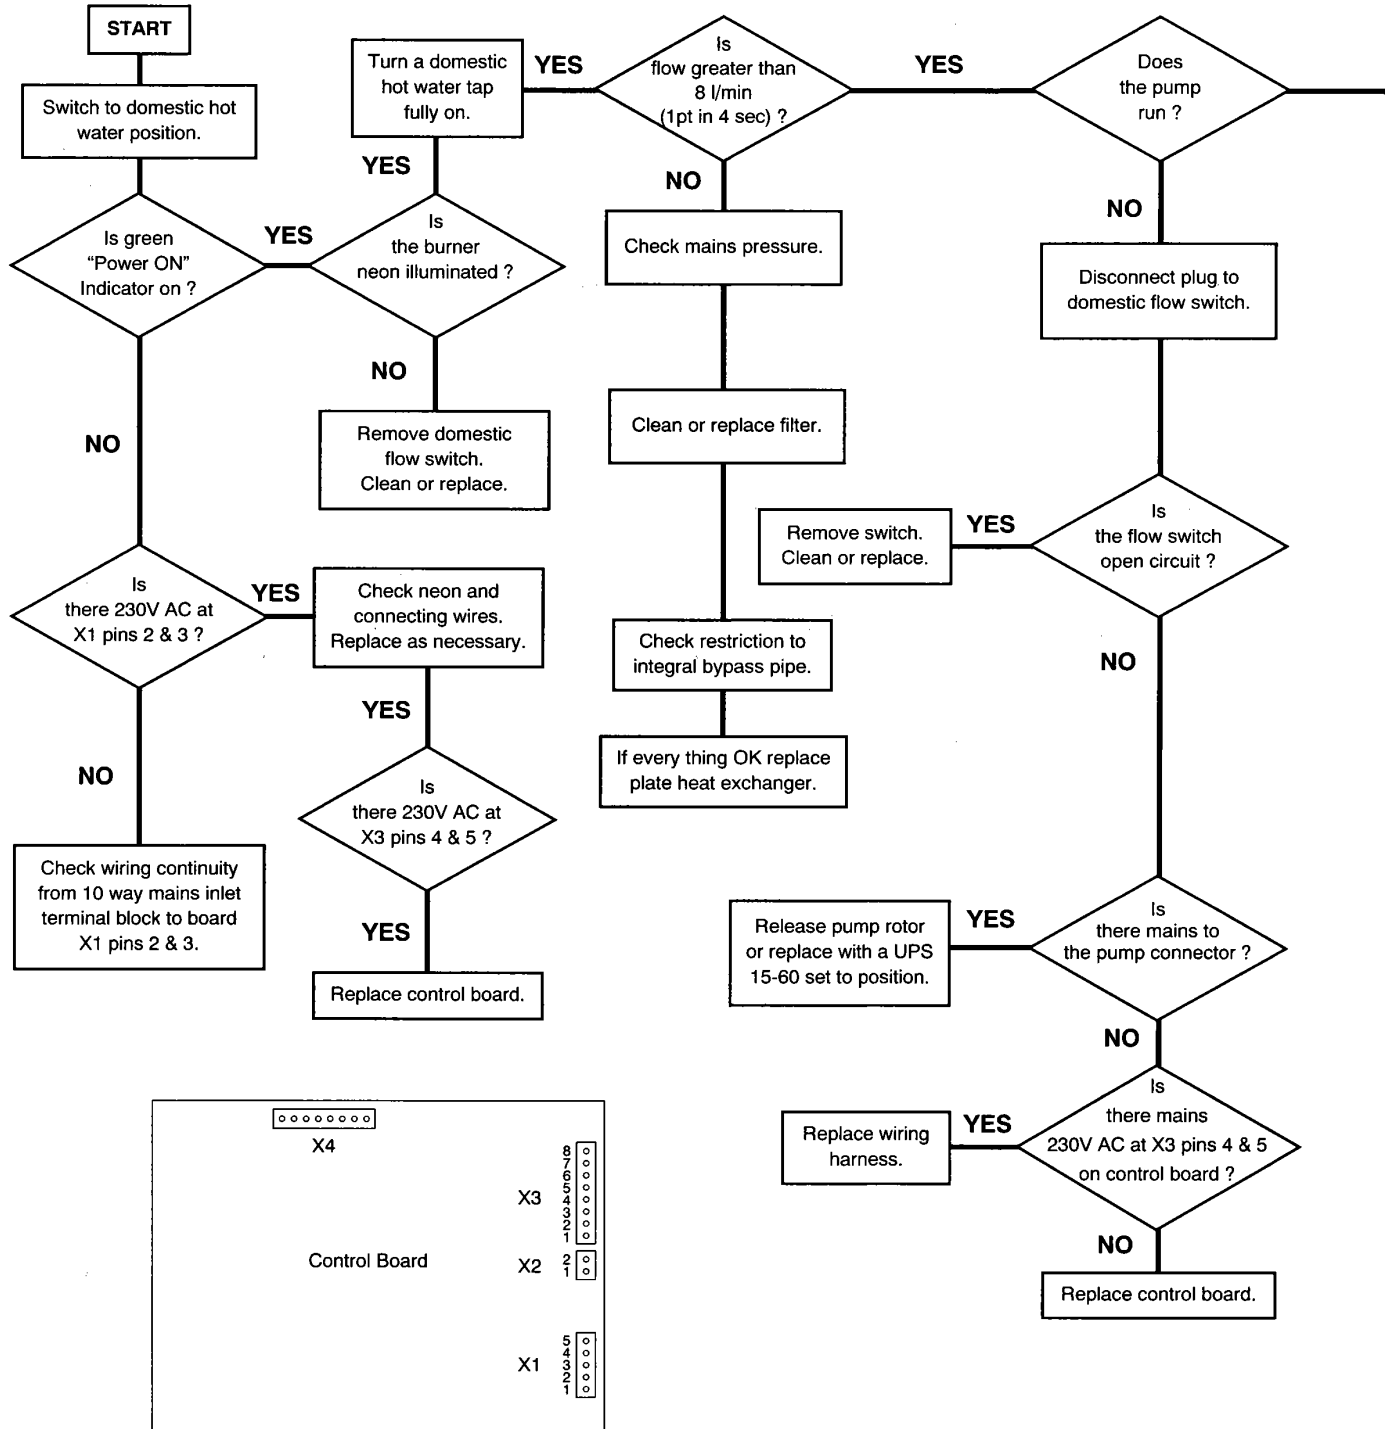 START
Switch to domestic hot
water position.
Is green
“Power ON”
Indicator on ?
YES
NO
Is
the burner
neon illuminated ?
YES
NO
Remove domestic
flow switch.
Clean or replace.
Turn a domestic
hot water tap
fully on.
YES
Is
there 230V AC at
X1 pins 2 & 3 ?
YES
NO
Check neon and
connecting wires.
Replace as necessary.
YES
Is
there 230V AC at
X3 pins 4 & 5 ?
YES
Replace control board.
Check wiring continuity
from 10 way mains inlet
terminal block to board
X1 pins 2 & 3.
Is
flow greater than
8 l/min
(1pt in 4 sec) ?
YES
NO
Check mains pressure.
Clean or replace filter.
Check restriction to
integral bypass pipe.
If every thing OK replace
plate heat exchanger.
Does
the pump
run ?
NO
Disconnect plug to
domestic flow switch.
Is
the flow switch
open circuit ?
YES
Remove switch.
Clean or replace.
NO
Is
there mains to
the pump connector ?
YES
Release pump rotor
or replace with a UPS
15-60 set to position.
NO
Is
there mains
230V AC at X3 pins 4 & 5
on control board ?
YES
Replace wiring
harness.
NO
Replace control board.
X4
X3
8
7
6
5
4
3
2
1
Control Board
X2
2
1
X1
5
4
3
2
1